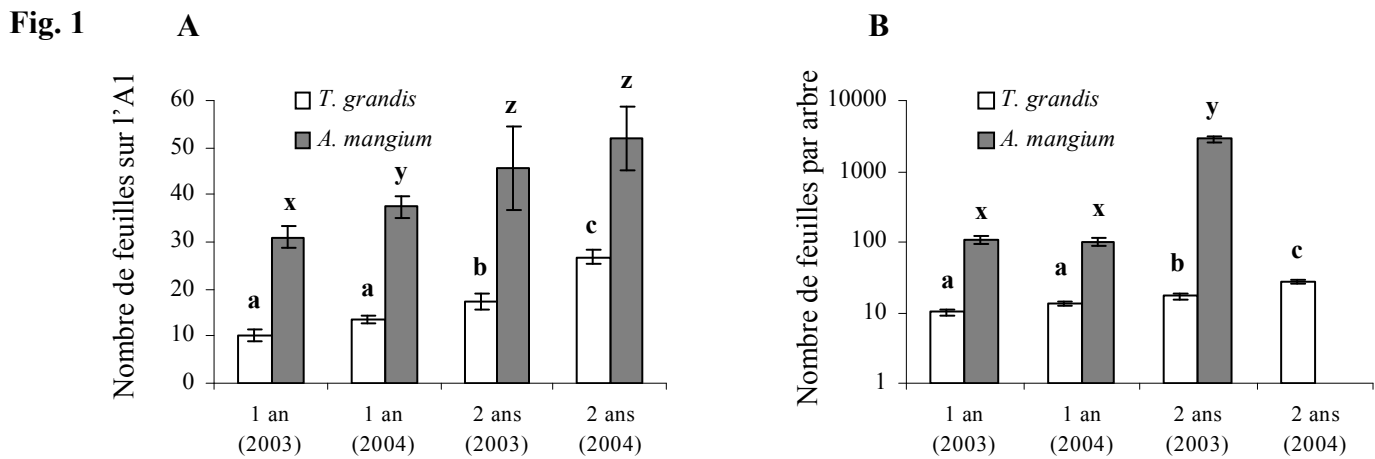 Fig. 1
A
Nombre de feuilles sur l'A1
60
50
40
30
20
10
0
T. grandis
A. mangium
a
x
a
y
b
z
c
z
1 an
(2003)
1 an
(2004)
2 ans
(2003)
2 ans
(2004)
B
Nombre de feuilles par arbre
10000
1000
100
10
1
T. grandis
A. mangium
a
x
a
x
b
y
c
1 an
(2003)
1 an
(2004)
2 ans
(2003)
2 ans
(2004)